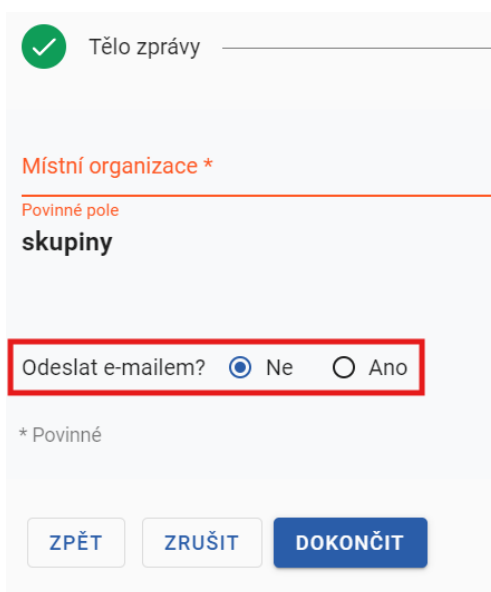 Tělo zprávy
Místní organizace *
Povinné pole
skupiny
Odeslat e-mailem? Ne Ano
* Povinné
ZPĚT ZRUŠIT DOKONČIT